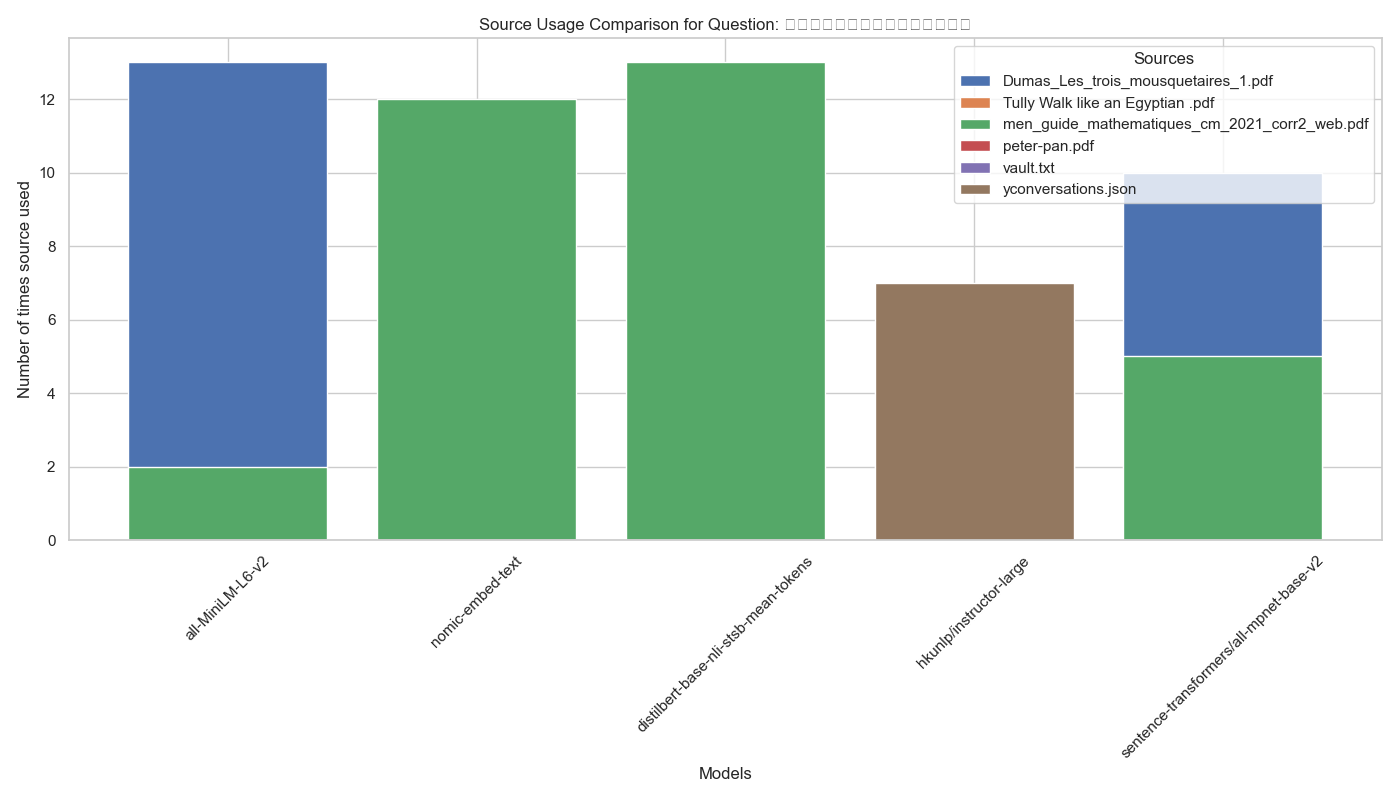 Source Usage Comparison for Question:
Sources
Dumas_Les_trois_mousquetaires_1.pdf
Tully Walk like an Egyptian .pdf
men_guide_mathematiques_cm_2021_corr2_web.pdf
peter-pan.pdf
vault.txt
yconversations.json
Number of times source used
12
10
8
6
4
2
0
all-MiniLM-L6-v2
nomic-embed-text
distilbert-base-nli-stsb-mean-tokens
hkunlp/instructor-large
sentence-transformers/all-mpnet-base-v2
Models